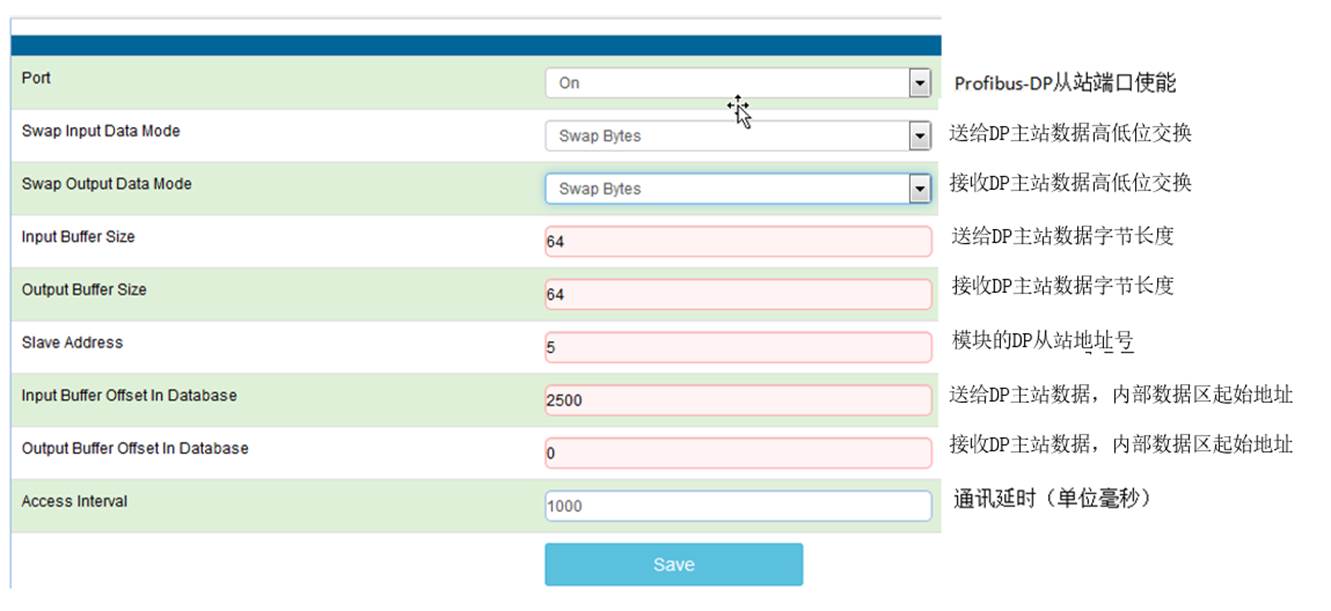 Port On Profibus-DP从站端口使能
Swap Input Data Mode Swap Bytes 送给DP主站数据高低位交换
Swap Output Data Mode Swap Bytes 接收DP主站数据高低位交换
Input Buffer Size 64 送给DP主站数据字节长度
Output Buffer Size 64 接收DP主站数据字节长度
Slave Address 5 模块的DP从站地址号
Input Buffer Offset In Database 2500 送给DP主站数据，内部数据区起始地址
Output Buffer Offset In Database 0 接收DP主站数据，内部数据区起始地址
Access Interval 1000 通讯延时（单位毫秒）
Save